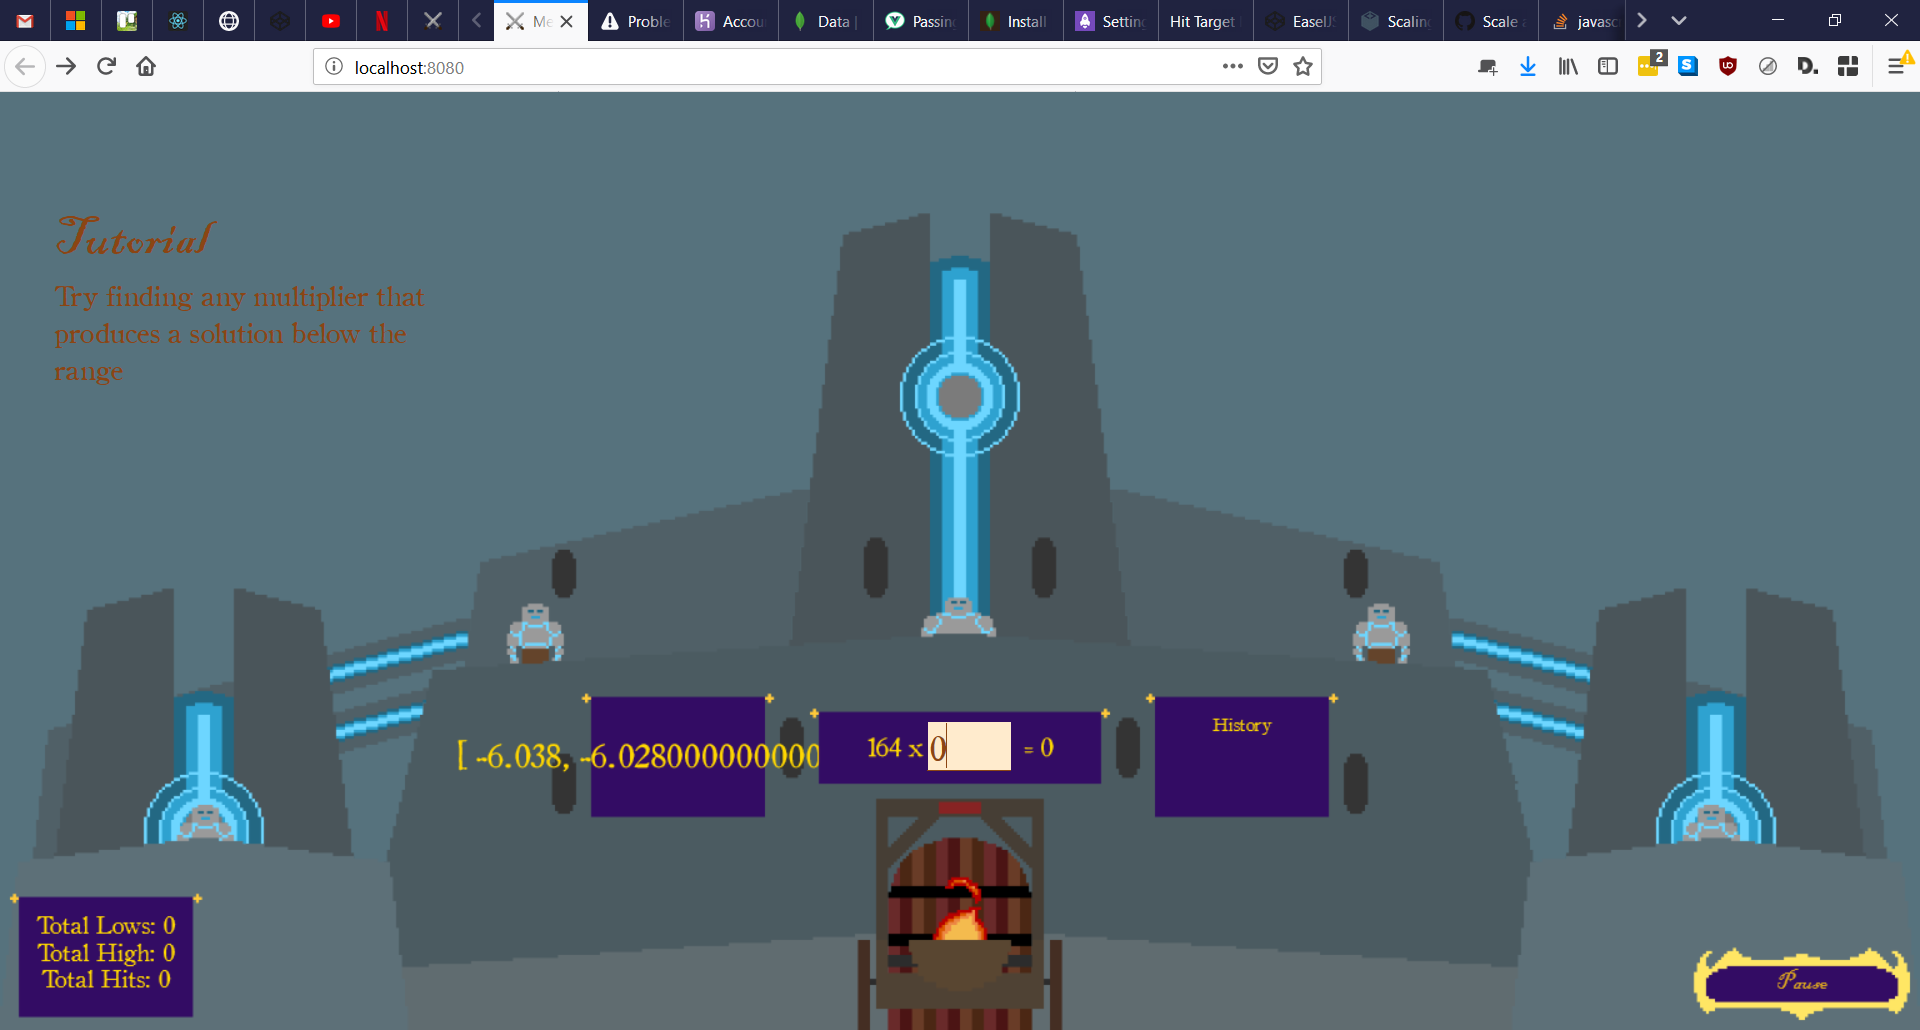 Me
Proble
Accou
Data |
Passin
Install
Settin
Hit Target
EaselJS
Scaling
Scale a
javasc
localhost:8080
2
Tutorial
Try finding any multiplier that
produces a solution below the
range
[ -6.038, -6.028000000000
164 x 0 = 0
History
Total Lows: 0
Total High: 0
Total Hits: 0
Pause